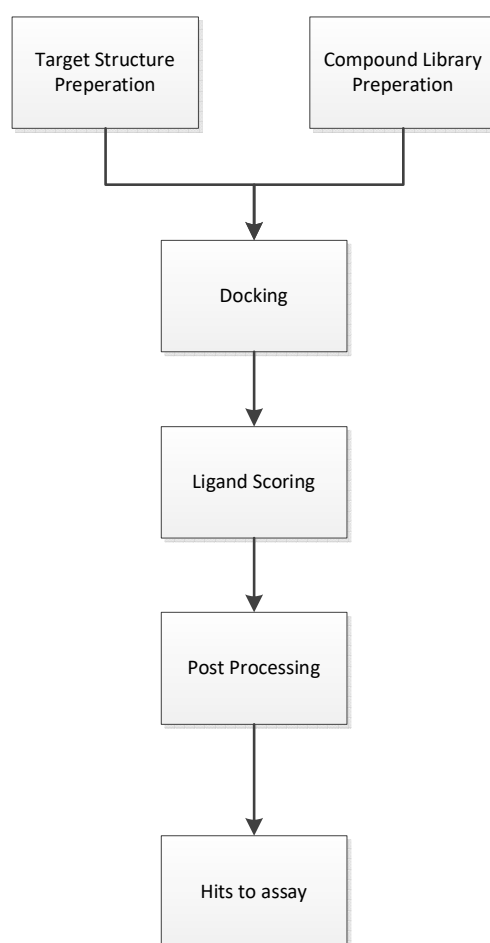 Target Structure
Preperation
Compound Library
Preperation
Docking
Ligand Scoring
Post Processing
Hits to assay